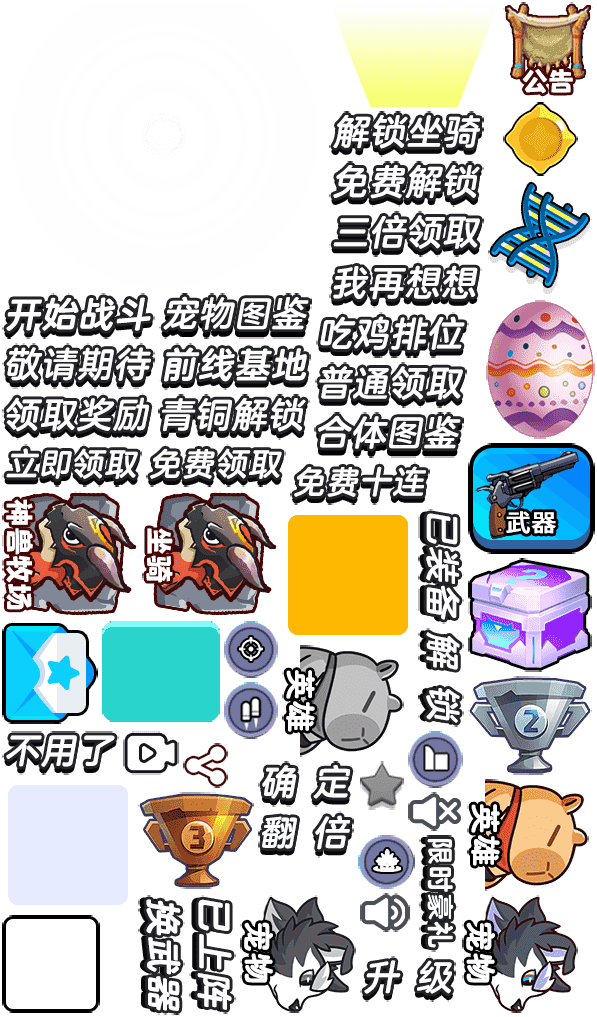 公告
解锁坐骑
免费解锁
三倍领取
我再想想
开始战斗
宠物图鉴
吃鸡排位
敬请期待
前线基地
普通领取
领取奖励
青铜解锁
合体图鉴
立即领取
免费领取
免费十连
神兽牧场
坐骑
已装备
武器
解锁
2
英雄
不用了
确定
翻倍
3
英雄
限时豪礼
换武器
已上阵
宠物
升级
宠物